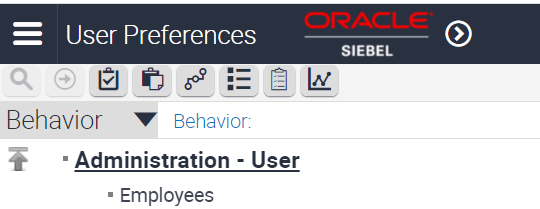 User Preferences
ORACLE
SIEBEL
Behavior
Behavior:
Administration - User
Employees